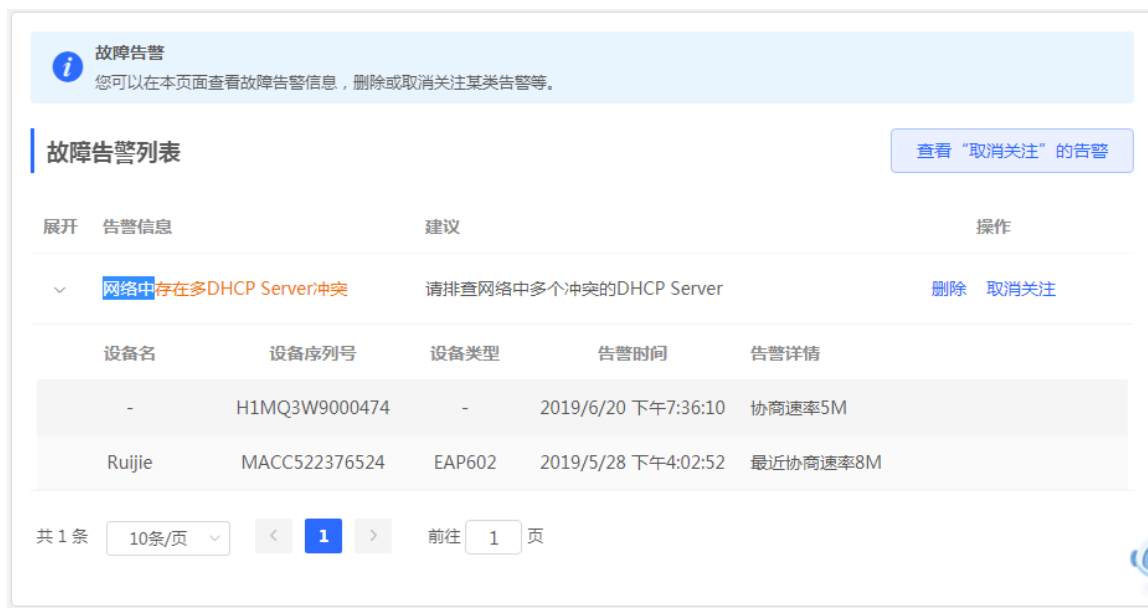 故障告警
您可以在本页面查看故障告警信息，删除或取消关注某类告警等。
故障告警列表
查看“取消关注”的告警
展开 告警信息 建议 操作
网络中存在多DHCP Server冲突 请排查网络中多个冲突的DHCP Server 删除 取消关注
设备名 设备序列号 设备类型 告警时间 告警详情
- H1MQ3W9000474 - 2019/6/20 下午7:36:10 协商速率5M
Ruijie MACC522376524 EAP602 2019/5/28 下午4:02:52 最近协商速率8M
共 1 条 10条/页 < 1 > 前往 1 页